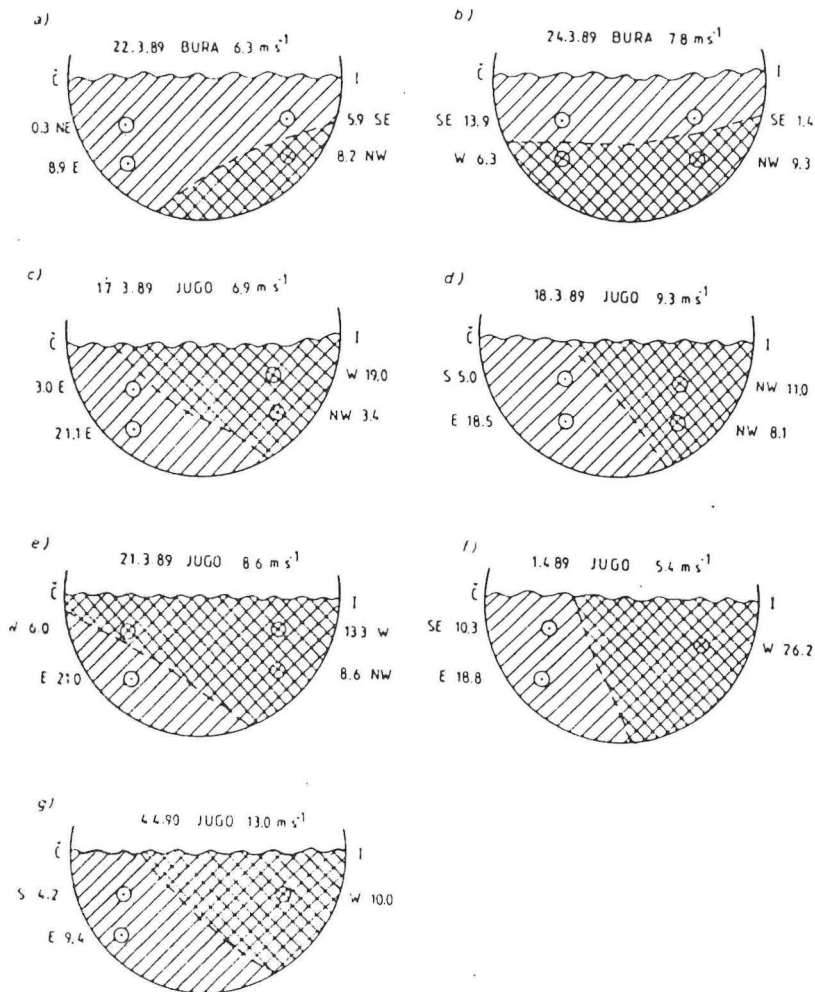 a)
22.3.89 BURA 6.3 m s⁻¹
Č I
0.3 NE 5.9 SE
8.9 E 8.2 NW
b)
24.3.89 BURA 7.8 m s⁻¹
Č I
SE 13.9 SE 1.4
W 6.3 NW 9.3
c)
17 3.89 JUGO 6.9 m s⁻¹
Č I
3.0 E W 19.0
21.1 E NW 3.4
d)
18.3.89 JUGO 9.3 m s⁻¹
Č I
S 5.0 NW 11.0
E 18.5 NW 8.1
e)
21.3.89 JUGO 8.6 m s⁻¹
Č I
6.0 13.3 W
E 21.0 8.6 NW
f)
1.4.89 JUGO 5.4 m s⁻¹
Č I
SE 10.3 W 26.2
E 18.8
g)
4.4.90 JUGO 13.0 m s⁻¹
Č I
S 4.2 W 10.0
E 9.4